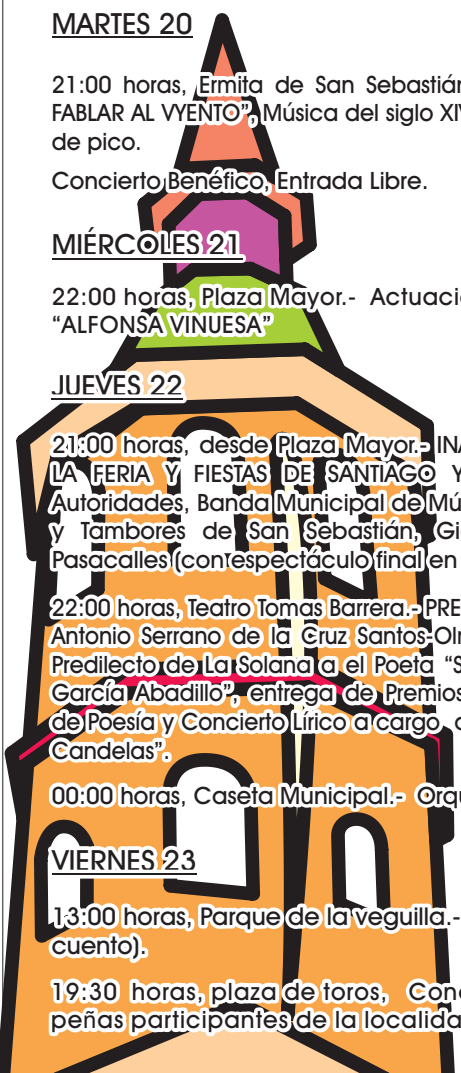 MARTES 20
21:00 horas, Ermita de San Sebastián
FABLAR AL VYENTO”, Música del siglo XIV
de pico.
Concierto Benéfico, Entrada Libre.
MIÉRCOLES 21
22:00 horas, Plaza Mayor.- Actuació
“ALFONSA VINUESA”
JUEVES 22
21:00 horas, desde Plaza Mayor.- INA
LA FERIA Y FIESTAS DE SANTIAGO Y
Autoridades, Banda Municipal de Mú
y Tambores de San Sebastián, Gi
Pasacalles (con espectáculo final en
22:00 horas, Teatro Tomas Barrera.- PRE
Antonio Serrano de la Cruz Santos-Olm
Predilecto de La Solana a el Poeta “S
García Abadillo”, entrega de Premios
de Poesía y Concierto Lírico a cargo
Candelas”.
00:00 horas, Caseta Municipal.- Orqu
VIERNES 23
13:00 horas, Parque de la veguilla.-
cuento).
19:30 horas, plaza de toros, Conc
peñas participantes de la localida